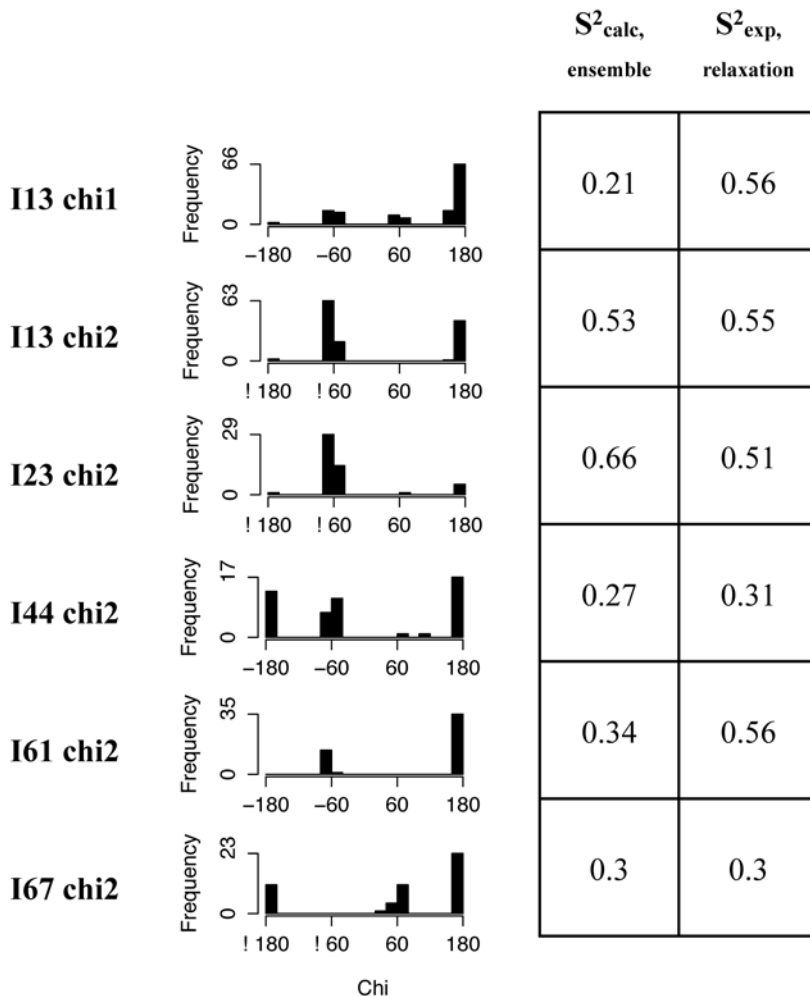 S²calc, S²exp,
ensemble relaxation
I13 chi1 Frequency 0 66 -180 -60 60 180 0.21 0.56
I13 chi2 Frequency 0 63 ! 180 ! 60 60 180 0.53 0.55
I23 chi2 Frequency 0 29 ! 180 ! 60 60 180 0.66 0.51
I44 chi2 Frequency 0 17 -180 -60 60 180 0.27 0.31
I61 chi2 Frequency 0 35 -180 -60 60 180 0.34 0.56
I67 chi2 Frequency 0 23 ! 180 ! 60 60 180 0.3 0.3
Chi